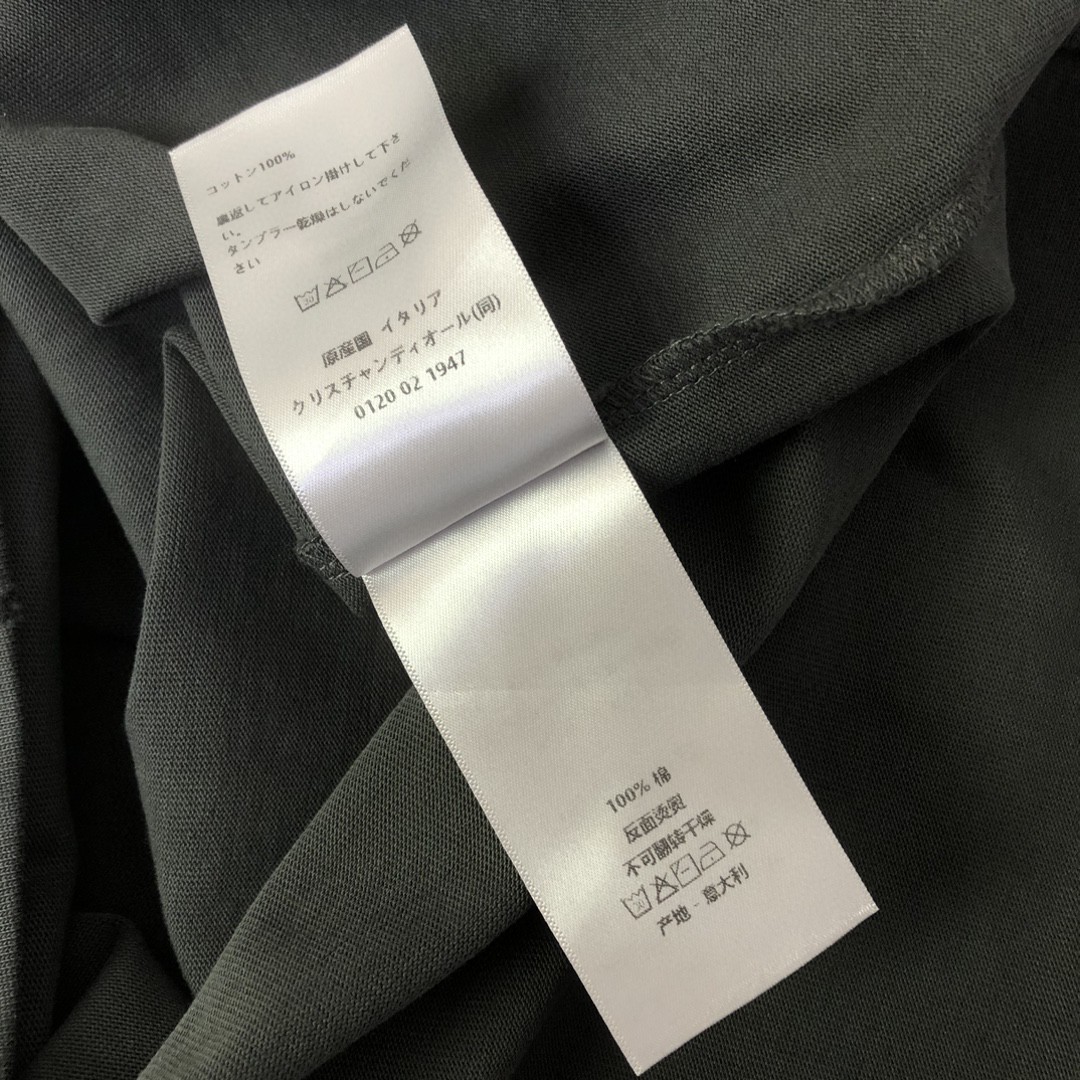 コットン100%
裏返してアイロン掛けして下さ
い。
タンブラー乾燥はしないでくだ
さい
30
原産國 イタリア
クリスチャンディオール(同)
0120 02 1947
100% 棉
反面烫熨
不可翻转干燥
30
产地 - 意大利